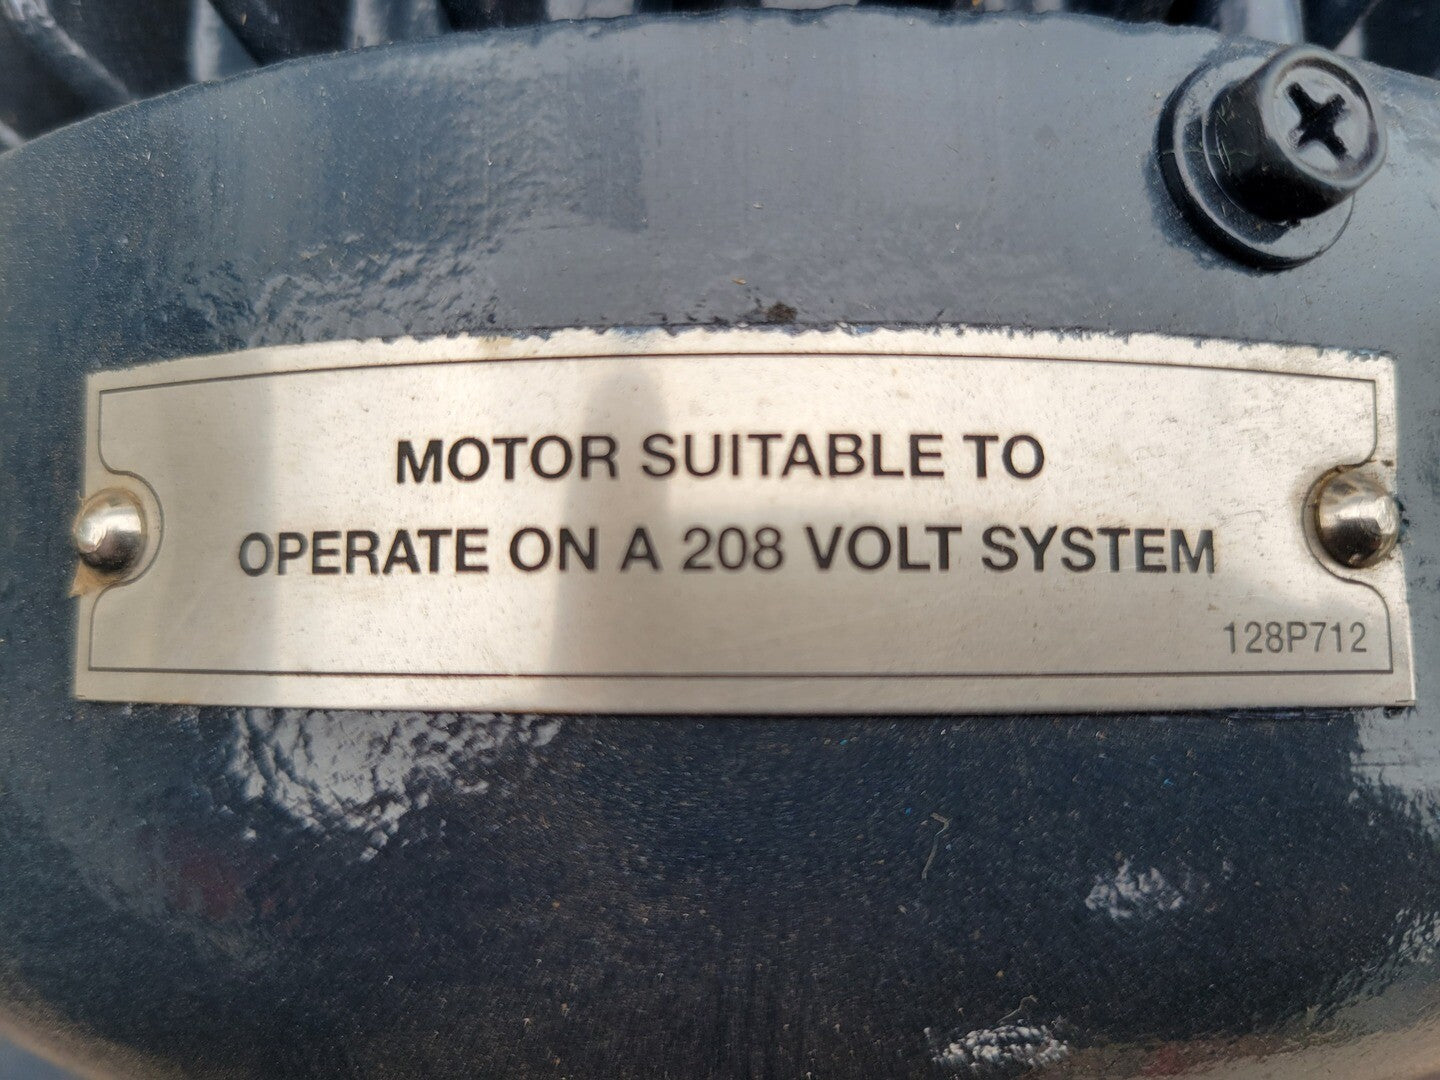 MOTOR SUITABLE TO
OPERATE ON A 208 VOLT SYSTEM
128P712